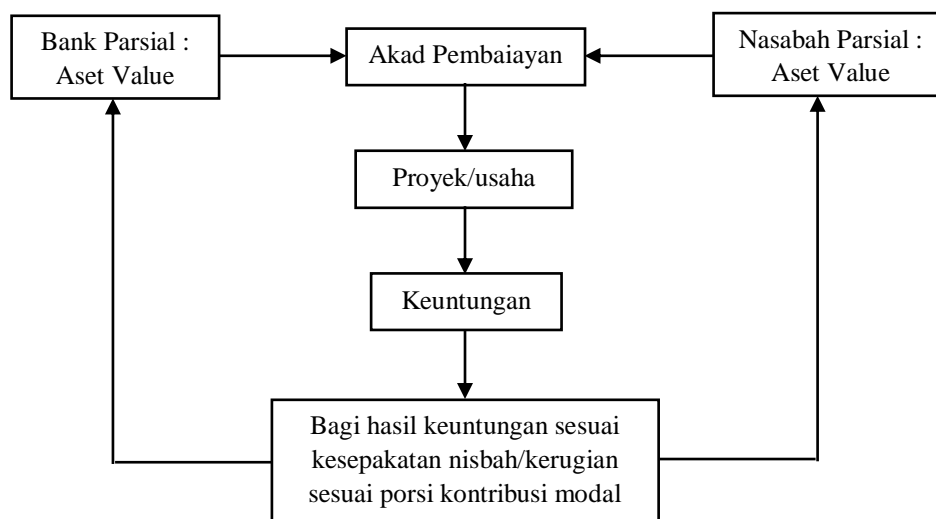 Bank Parsial :
Aset Value
Akad Pembaiayan
Nasabah Parsial :
Aset Value
Proyek/usaha
Keuntungan
Bagi hasil keuntungan sesuai
kesepakatan nisbah/kerugian
sesuai porsi kontribusi modal